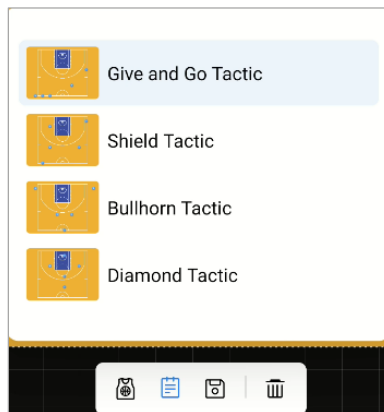 Give and Go Tactic
Shield Tactic
Bullhorn Tactic
Diamond Tactic